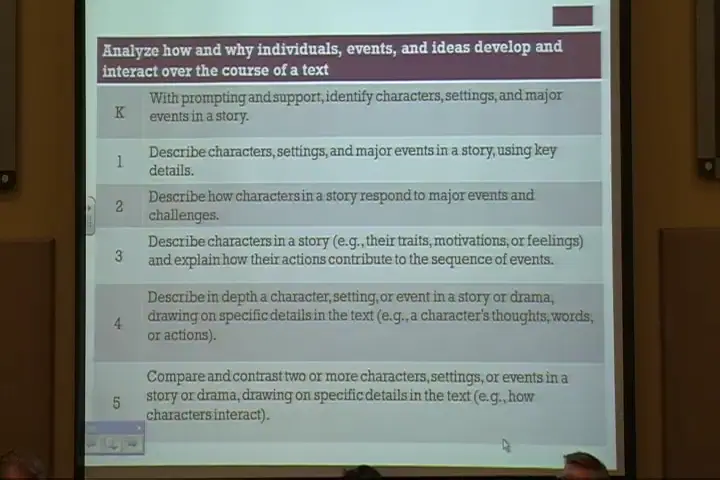 Analyze how and why individuals, events, and ideas develop and
interact over the course of a text
K
With prompting and support, identify characters, settings, and major
events in a story.
1
Describe characters, settings, and major events in a story, using key
details.
2
Describe how characters in a story respond to major events and
challenges.
3
Describe characters in a story (e.g., their traits, motivations, or feelings)
and explain how their actions contribute to the sequence of events.
4
Describe in depth a character, setting, or event in a story or drama,
drawing on specific details in the text (e.g., a character's thoughts, words,
or actions).
5
Compare and contrast two or more characters, settings, or events in a
story or drama, drawing on specific details in the text (e.g., how
characters interact).